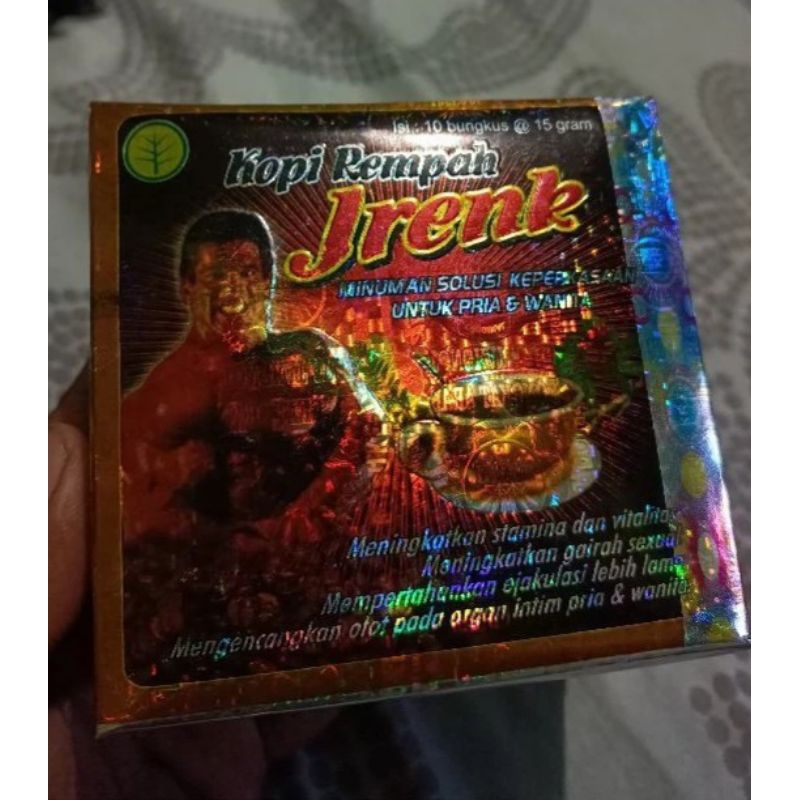 Isi : 10 bungkus @ 15 gram
Kopi Rempah
Jrenk
MINUMAN SOLUSI KEPERKASAAN
UNTUK PRIA & WANITA
Meningkatkan stamina dan vitalitas
Meningkatkan gairah sexual
Mempertahankan ejakulasi lebih lama
Mengencangkan otot pada organ intim pria & wanita